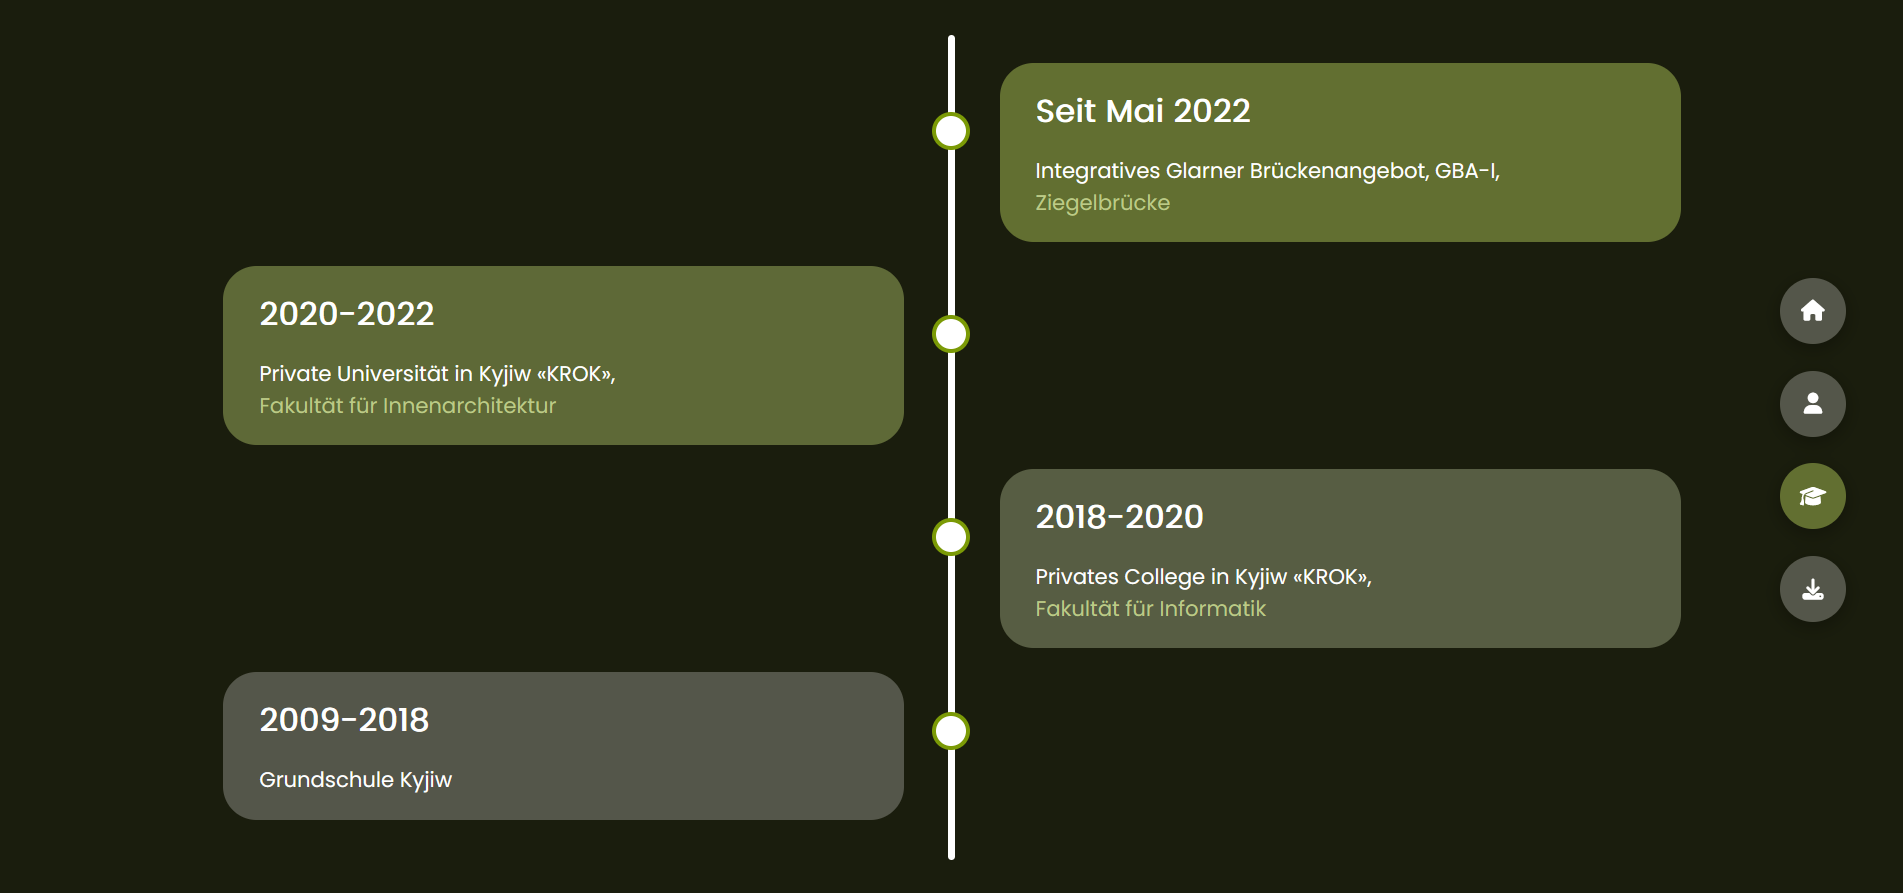 Seit Mai 2022
Integratives Glarner Brückenangebot, GBA-I,
Ziegelbrücke
2020-2022
Private Universität in Kyjiw «KROK»,
Fakultät für Innenarchitektur
2018-2020
Privates College in Kyjiw «KROK»,
Fakultät für Informatik
2009-2018
Grundschule Kyjiw